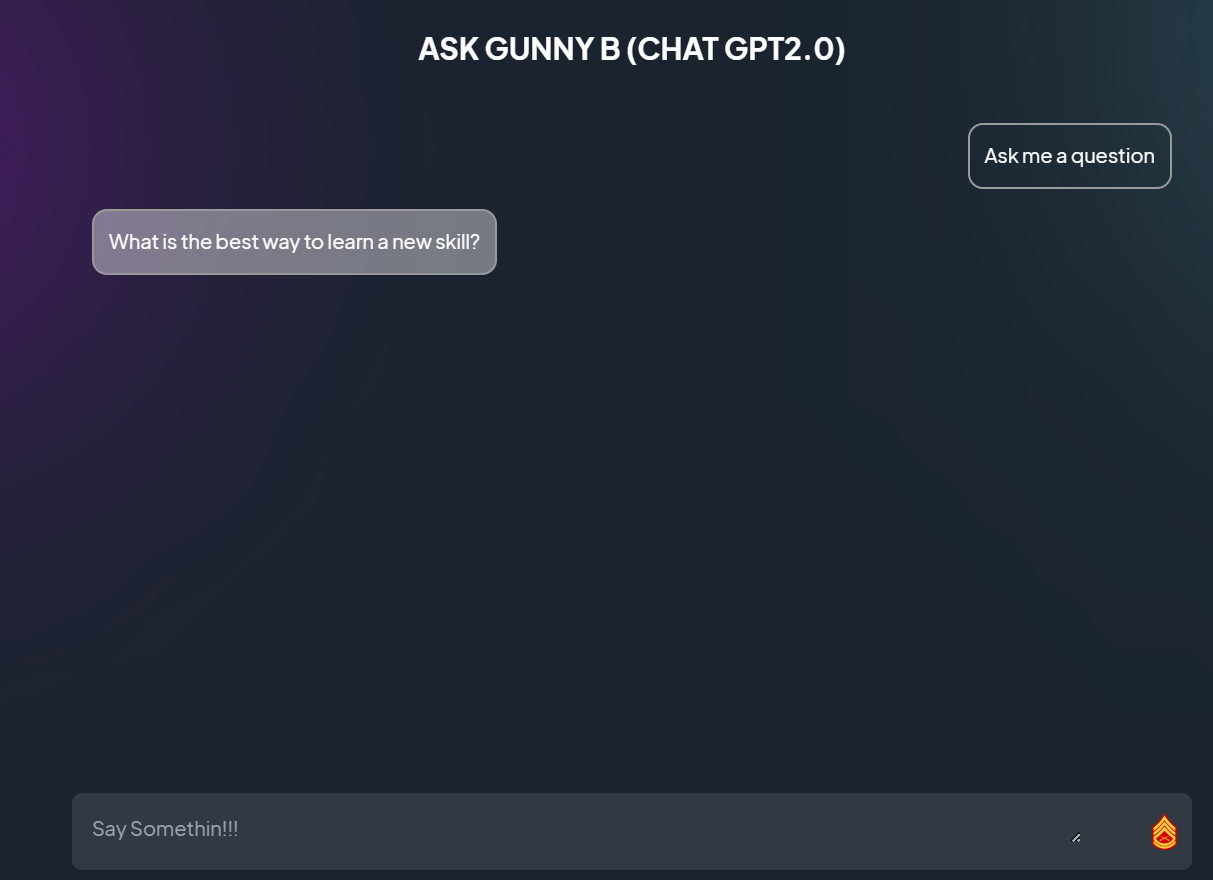 ASK GUNNY B (CHAT GPT2.0)
Ask me a question
What is the best way to learn a new skill?
Say Somethin!!!